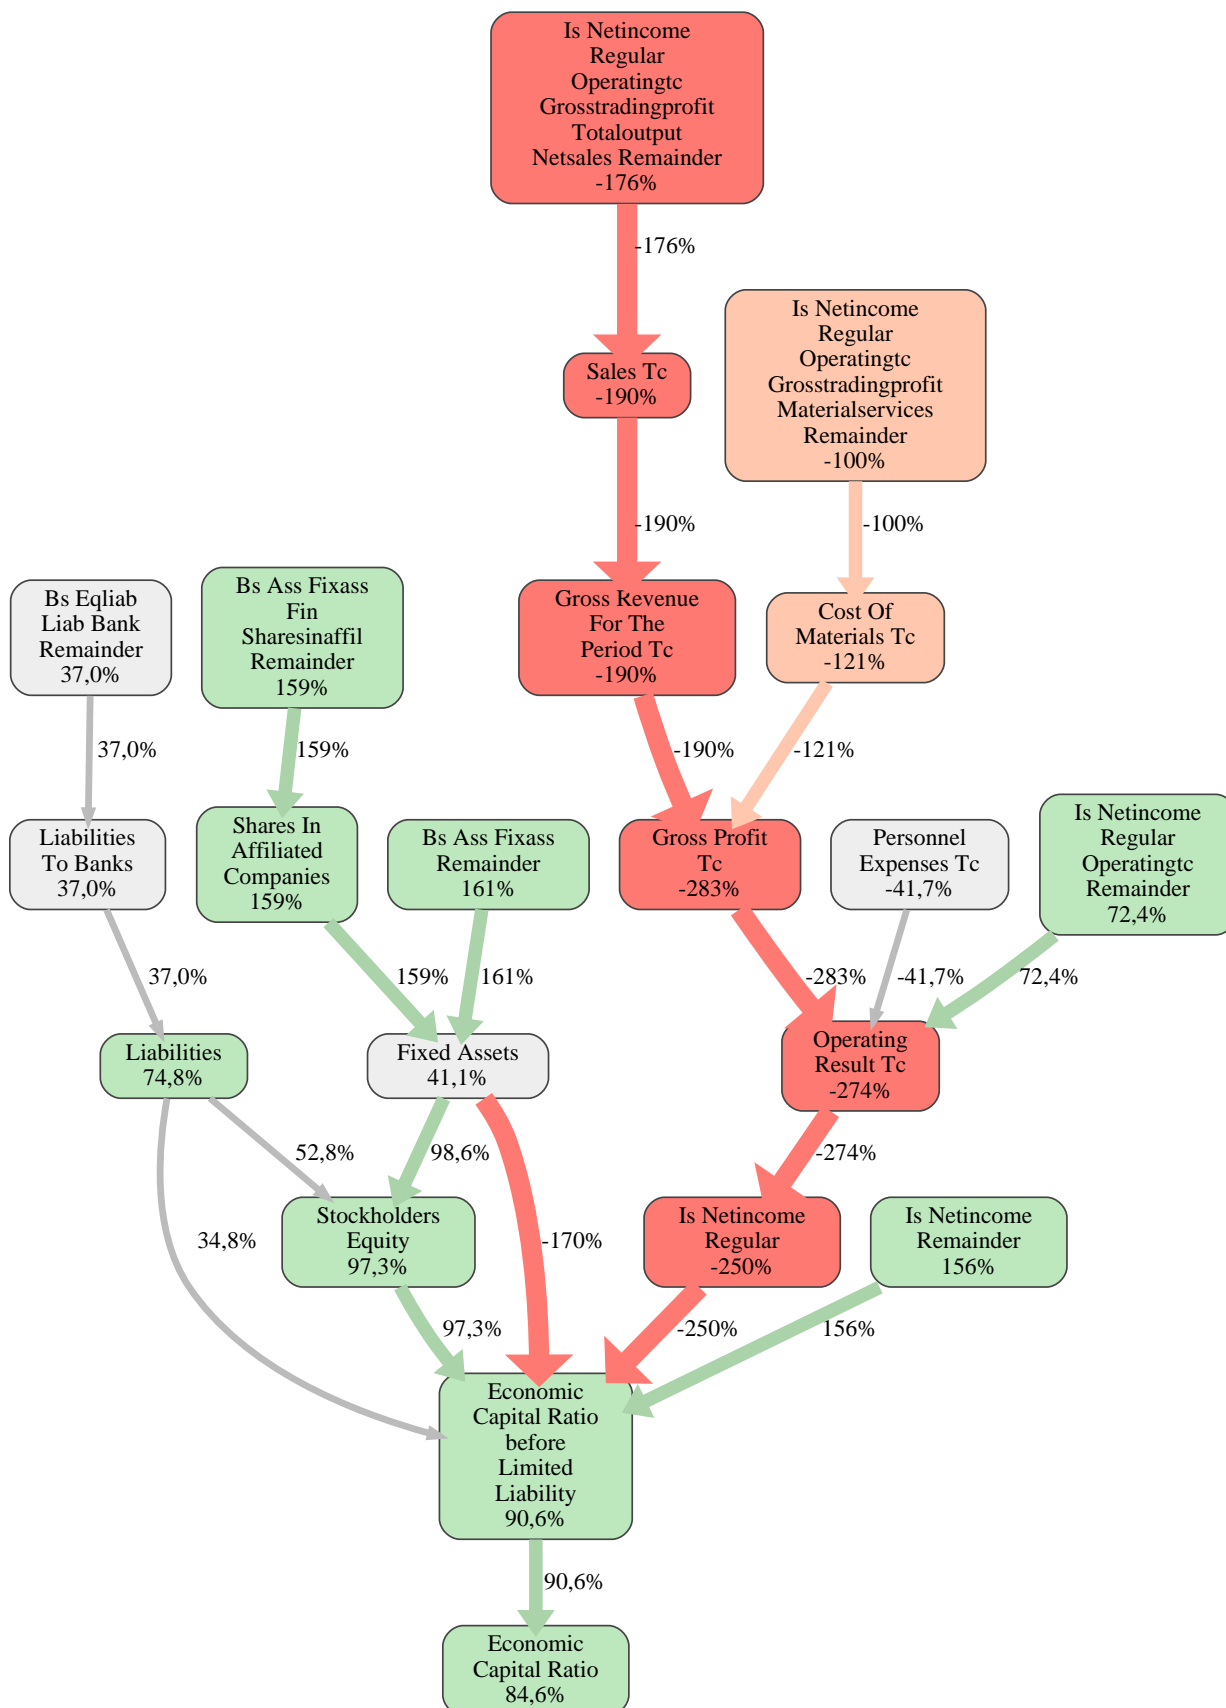 Is Netincome
Regular
Operatingtc
Grosstradingprofit
Totaloutput
Netsales Remainder
-176%
-176%
Is Netincome
Regular
Operatingtc
Grosstradingprofit
Materialservices
Remainder
-100%
Sales Tc
-190%
-190%
-100%
Bs Eqliab
Liab Bank
Remainder
37,0%
Bs Ass Fixass
Fin
Sharesinaffil
Remainder
159%
Gross Revenue
For The
Period Tc
-190%
Cost Of
Materials Tc
-121%
37,0%
159%
-190%
-121%
Liabilities
To Banks
37,0%
Shares In
Affiliated
Companies
159%
Bs Ass Fixass
Remainder
161%
Gross Profit
Tc
-283%
Personnel
Expenses Tc
-41,7%
Is Netincome
Regular
Operatingtc
Remainder
72,4%
37,0%
159%
161%
-283%
-41,7%
72,4%
Liabilities
74,8%
Fixed Assets
41,1%
Operating
Result Tc
-274%
52,8%
98,6%
-274%
34,8%
Stockholders
Equity
97,3%
-170%
Is Netincome
Regular
-250%
Is Netincome
Remainder
156%
97,3%
-250%
156%
Economic
Capital Ratio
before
Limited
Liability
90,6%
90,6%
Economic
Capital Ratio
84,6%